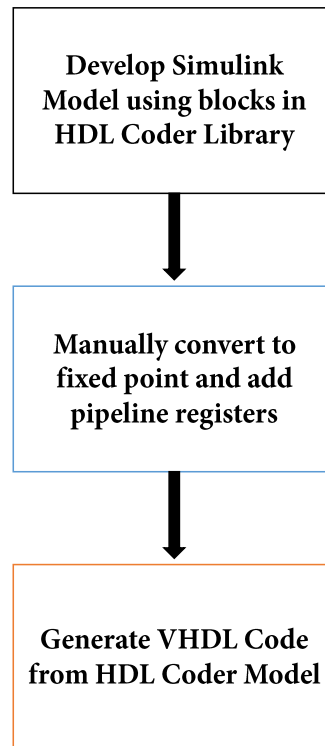 Develop Simulink
Model using blocks in
HDL Coder Library
Manually convert to
fixed point and add
pipeline registers
Generate VHDL Code
from HDL Coder Model